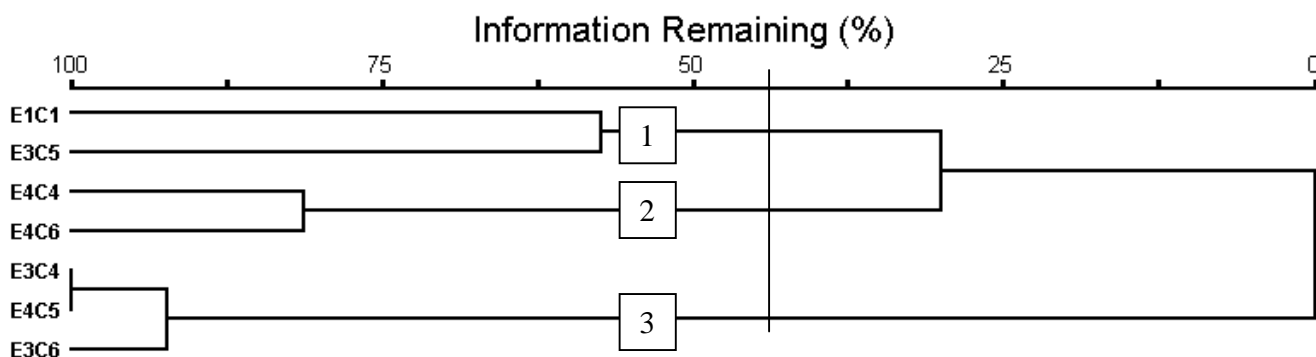 Information Remaining (%)
100 75 50 25 0
E1C1
1
E3C5
E4C4
2
E4C6
E3C4
E4C5
3
E3C6